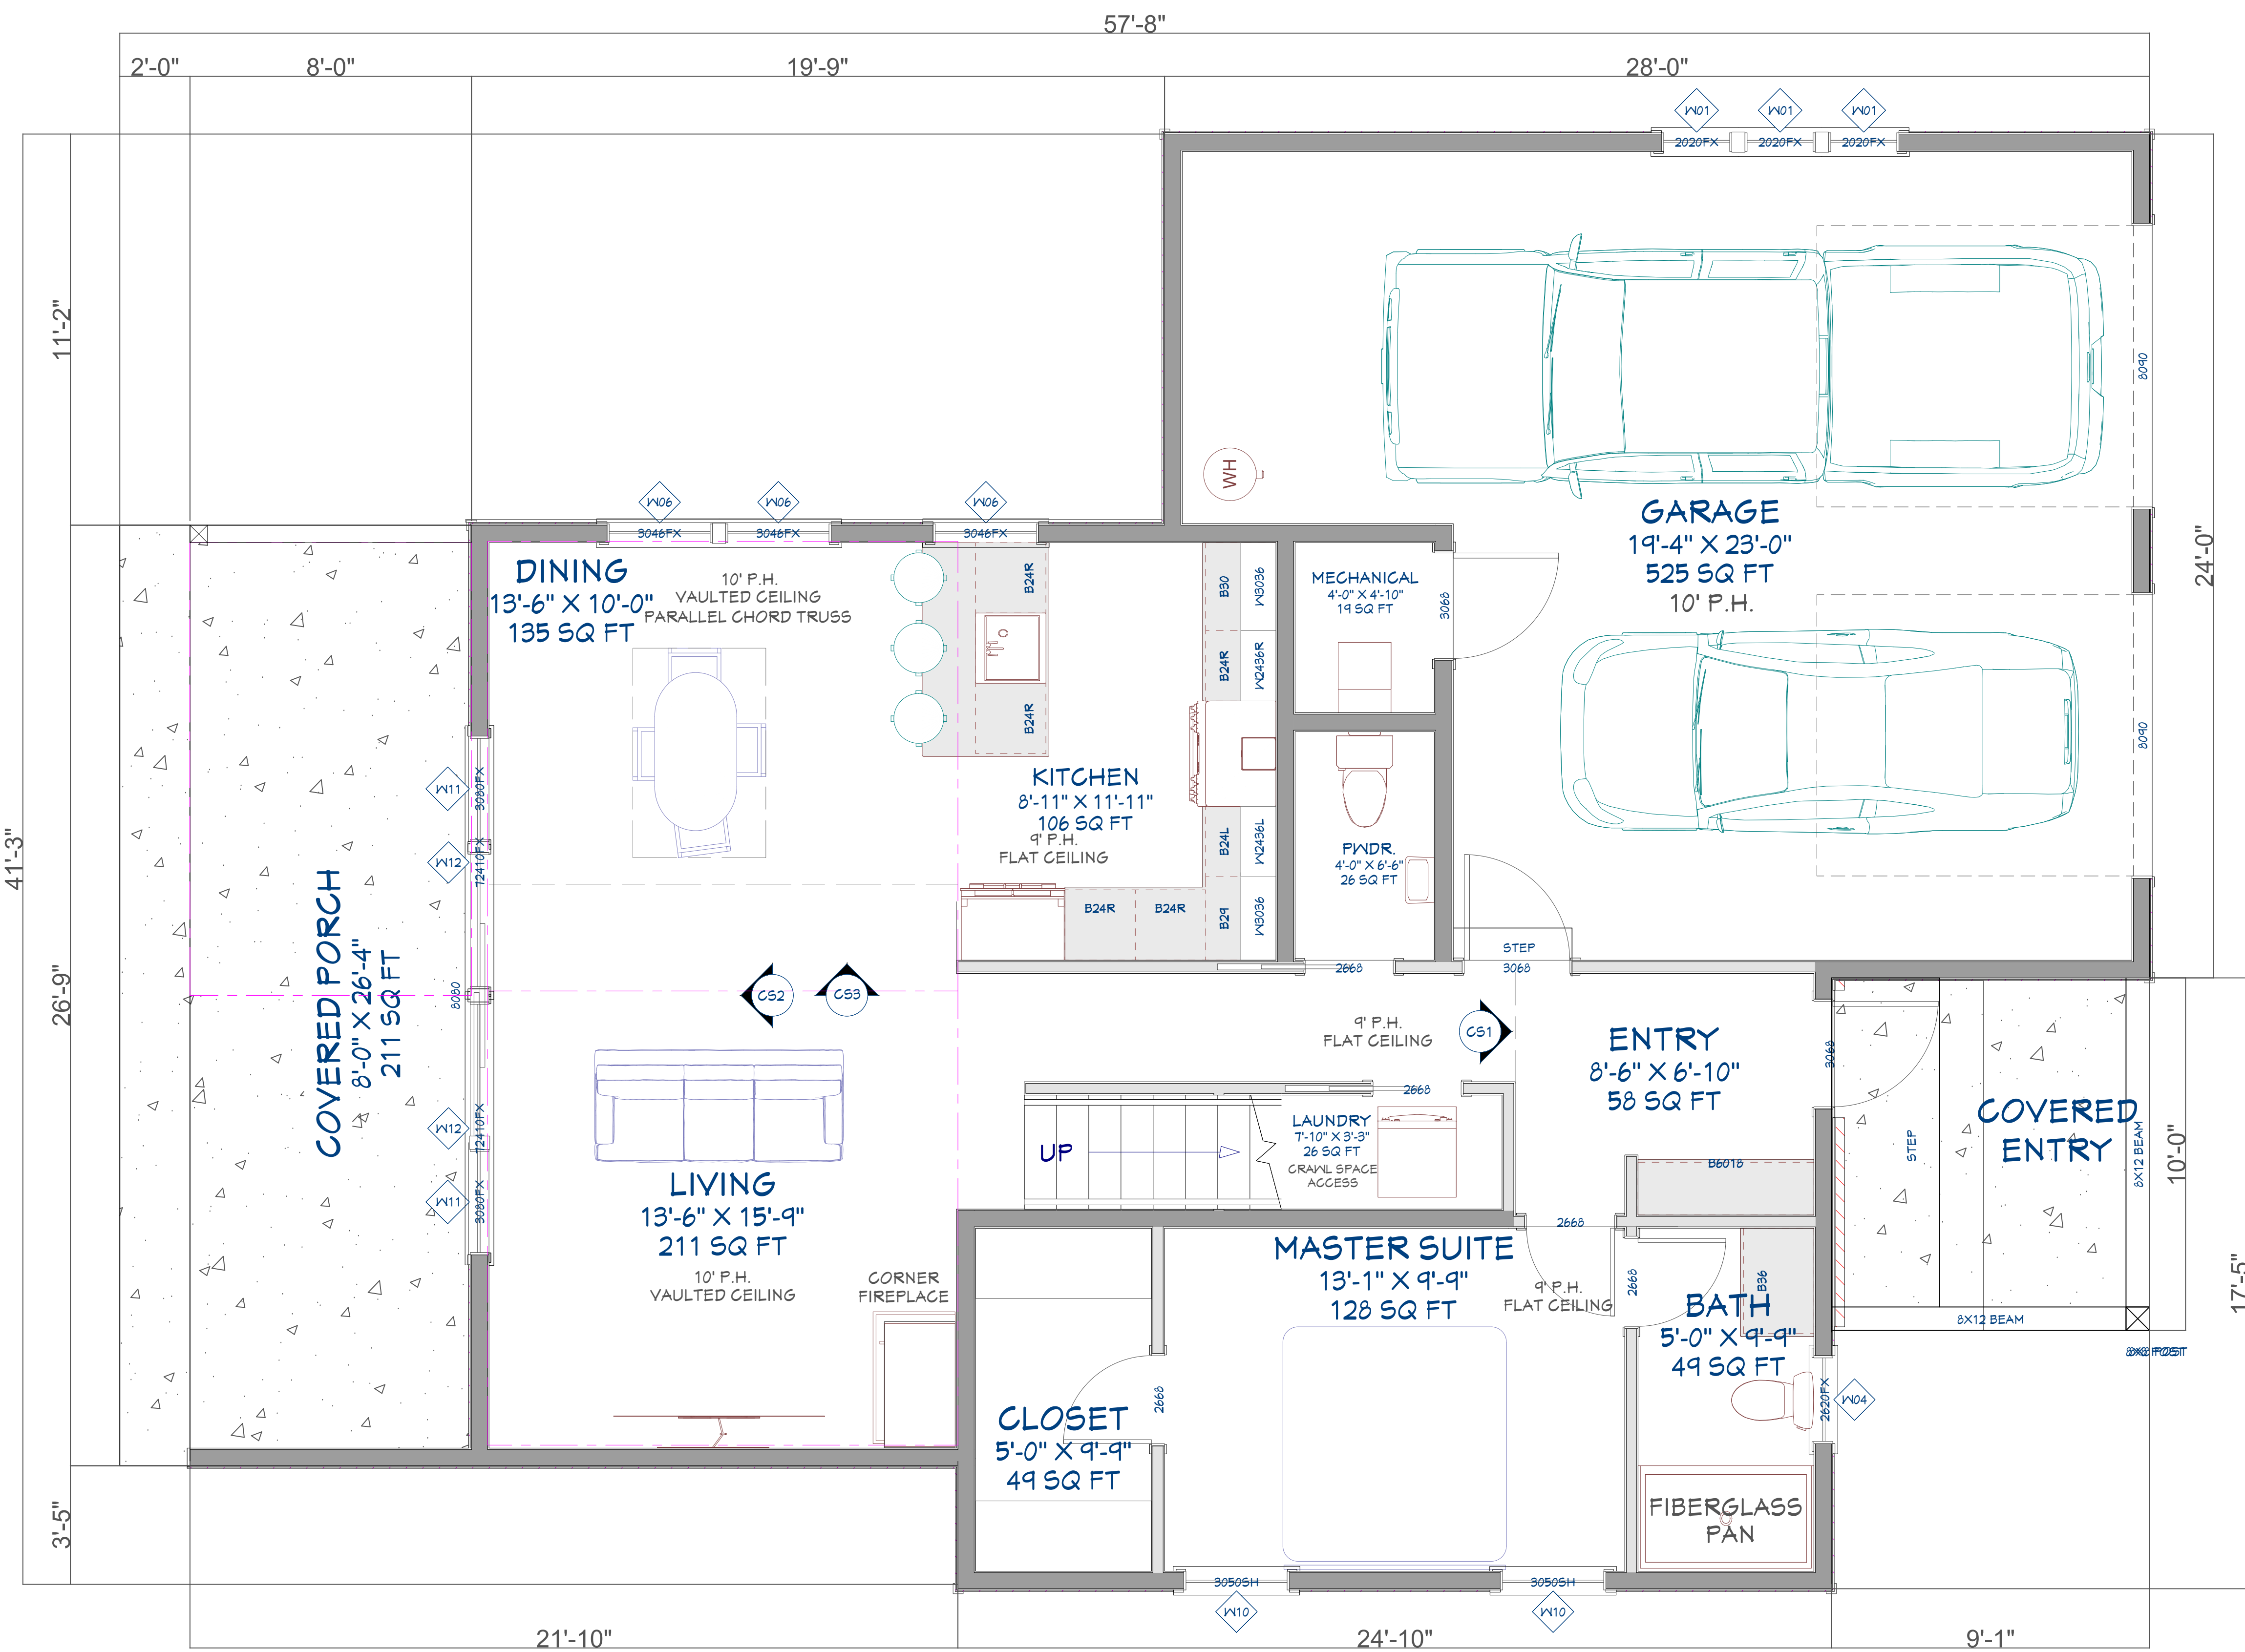 57'-8"
2'-0"
8'-0"
19'-9"
28'-0"
W01
W01
W01
2020FX
2020FX
2020FX
11'-2"
8090
WH
W06
W06
W06
3046FX
3046FX
3046FX
GARAGE
19'-4" X 23'-0"
525 SQ FT
10' P.H.
24'-0"
DINING
13'-6" X 10'-0"
135 SQ FT
10' P.H.
VAULTED CEILING
PARALLEL CHORD TRUSS
B24R
B30
W3036
MECHANICAL
4'-0" X 4'-10"
19 SQ FT
3068
B24R
W2436R
B24R
8090
W11
3080FX
KITCHEN
8'-11" X 11'-11"
106 SQ FT
9' P.H.
FLAT CEILING
B24L
W2436L
PWDR.
4'-0" X 6'-6"
26 SQ FT
W12
72410FX
41'-3"
B24R
B24R
B29
W3036
STEP
2668
3068
COVERED PORCH
8'-0" X 26'-4"
211 SQ FT
26'-9"
8080
CS2
CS3
9' P.H.
FLAT CEILING
CS1
ENTRY
8'-6" X 6'-10"
58 SQ FT
3068
2668
COVERED
ENTRY
STEP
8X12 BEAM
10'-0"
W12
72410FX
UP
LAUNDRY
7'-10" X 3'-3"
26 SQ FT
CRAWL SPACE
ACCESS
B6018
W11
3080FX
LIVING
13'-6" X 15'-9"
211 SQ FT
10' P.H.
VAULTED CEILING
CORNER
FIREPLACE
2668
MASTER SUITE
13'-1" X 9'-9"
128 SQ FT
9' P.H.
FLAT CEILING
2668
B36
BATH
5'-0" X 9'-9"
49 SQ FT
8X12 BEAM
17'-5"
2668
2620FX
W04
CLOSET
5'-0" X 9'-9"
49 SQ FT
FIBERGLASS
PAN
3'-5"
3050SH
3050SH
W10
W10
21'-10"
24'-10"
9'-1"